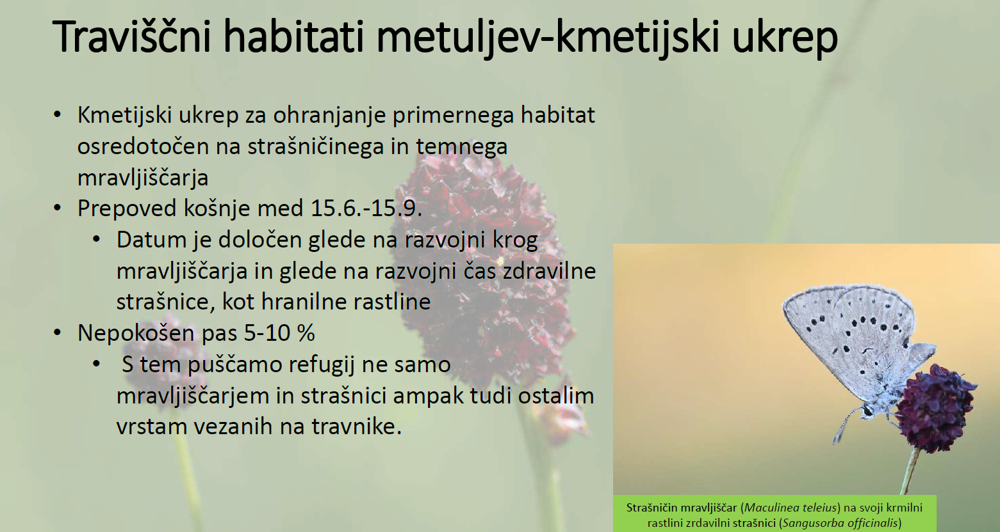 Traviščni habitati metuljev-kmetijski ukrep
• Kmetijski ukrep za ohranjanje primernega habitat
osredotočen na strašničinega in temnega
mravljiščarja
• Prepoved košnje med 15.6.-15.9.
• Datum je določen glede na razvojni krog
mravljiščarja in glede na razvojni čas zdravilne
strašnice, kot hranilne rastline
• Nepokošen pas 5-10 %
• S tem puščamo refugij ne samo
mravljiščarjem in strašnici ampak tudi ostalim
vrstam vezanih na travnike.
Strašničin mravljiščar (Maculinea teleius) na svoji krmilni
rastlini zrdavilni strašnici (Sangusorba officinalis)